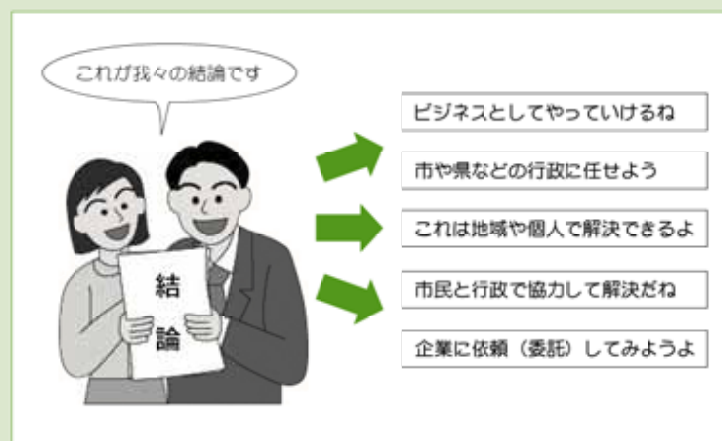 これが我々の結論です
結
論
ビジネスとしてやっていけるね
市や県などの行政に任せよう
これは地域や個人で解決できるよ
市民と行政で協力して解決だね
企業に依頼（委託）してみようよ